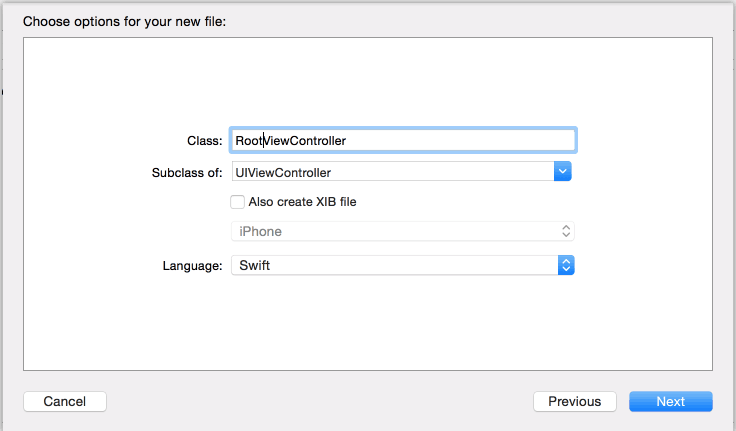 Choose options for your new file:
Class: RootViewController
Subclass of: UIViewController
Also create XIB file
iPhone
Language: Swift
Cancel Previous Next